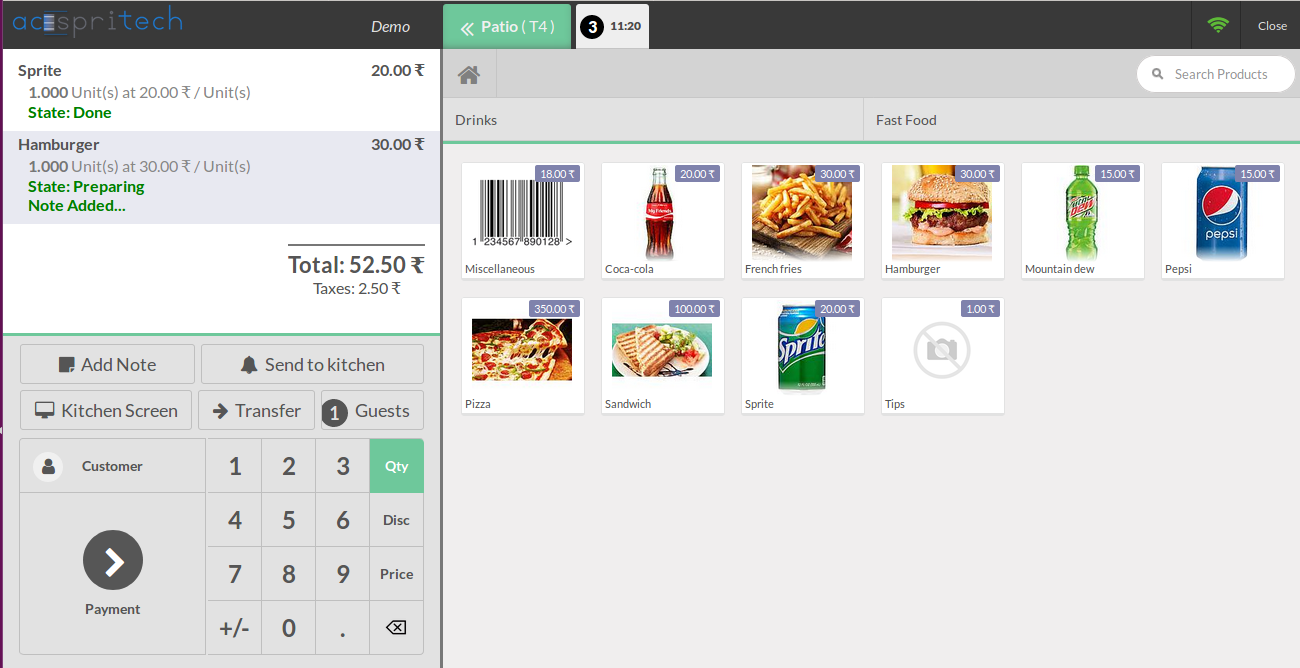 acespritech
Demo
Patio ( T4 )
3 11:20
Close
Sprite 20.00 ₹
1.000 Unit(s) at 20.00 ₹ / Unit(s)
State: Done
Hamburger 30.00 ₹
1.000 Unit(s) at 30.00 ₹ / Unit(s)
State: Preparing
Note Added...
Total: 52.50 ₹
Taxes: 2.50 ₹
Add Note
Send to kitchen
Kitchen Screen
Transfer
1 Guests
Customer
Payment
1 2 3 Qty
4 5 6 Disc
7 8 9 Price
+/- 0 .
Search Products
Drinks
Fast Food
18.00 ₹
1 234567 890128 >
Miscellaneous
20.00 ₹
Coca-cola
30.00 ₹
French fries
30.00 ₹
Hamburger
15.00 ₹
Mtn Dew
Mountain dew
15.00 ₹
pepsi
Pepsi
350.00 ₹
Pizza
100.00 ₹
Sandwich
20.00 ₹
Sprite
Sprite
1.00 ₹
Tips